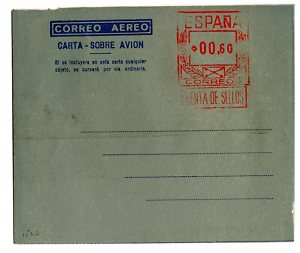 CORREO AEREO
CARTA - SOBRE AVION
Si se incluyera en esta carta cualquier
objeto, se cursará por vía ordinaria.
ESPAÑA
00,60
CORREOS
VENTA DE SELLOS